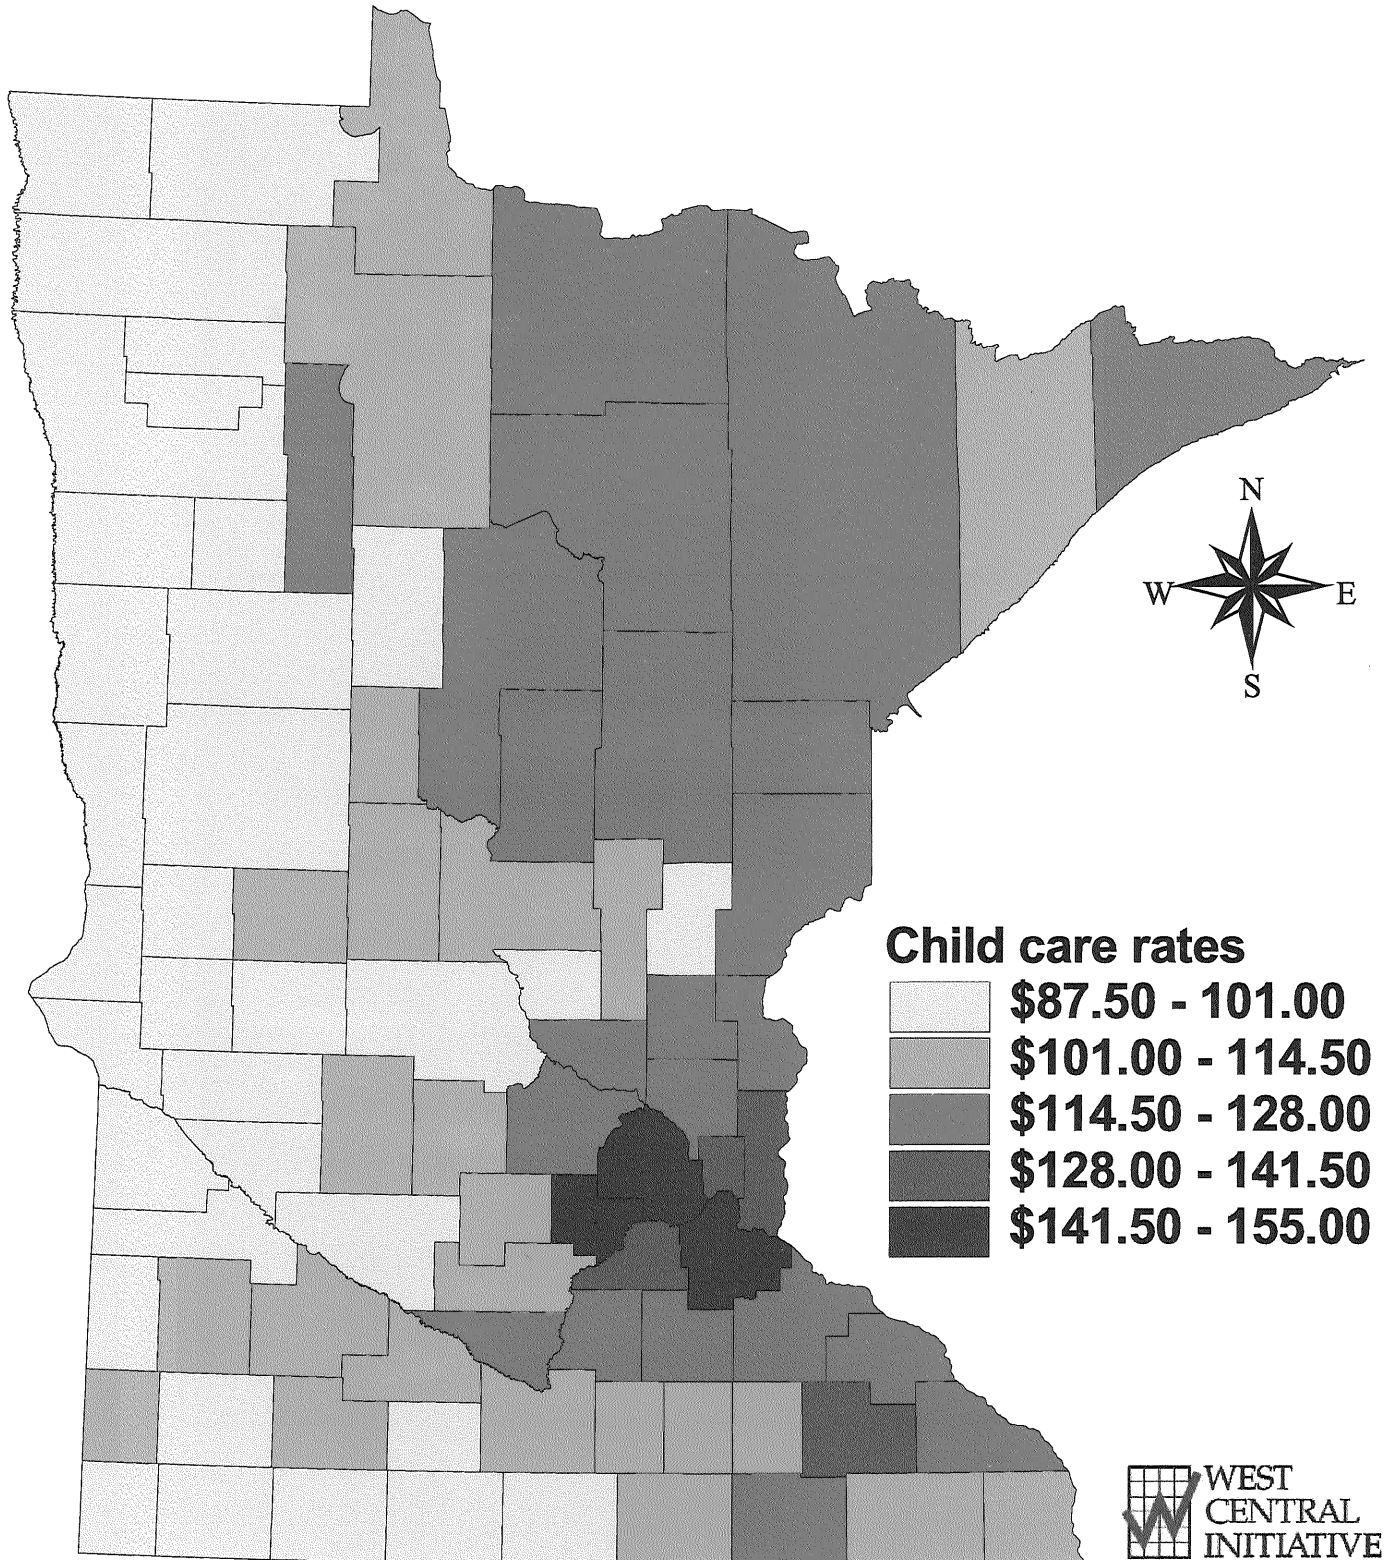 N
W E
S
Child care rates
$87.50 - 101.00
$101.00 - 114.50
$114.50 - 128.00
$128.00 - 141.50
$141.50 - 155.00
WEST
CENTRAL
INITIATIVE